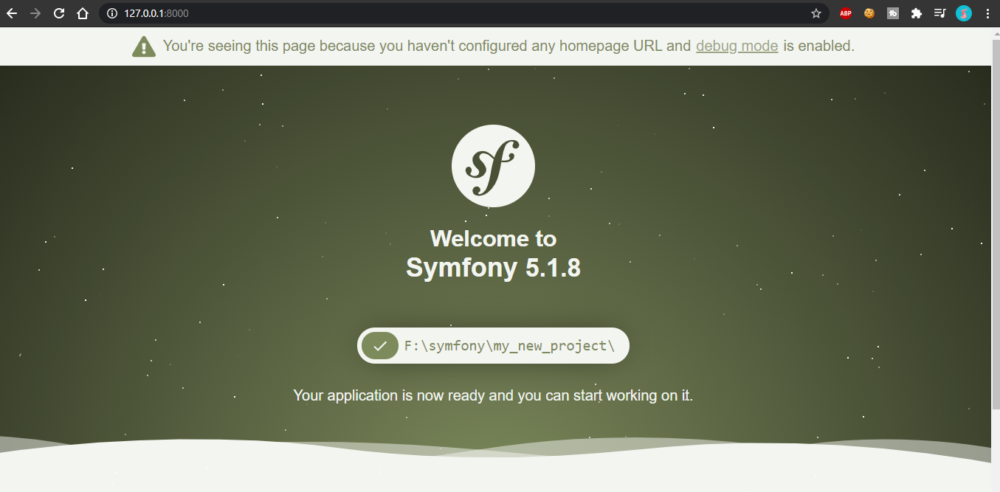 127.0.0.1:8000
ABP
You're seeing this page because you haven't configured any homepage URL and debug mode is enabled.
sf
Welcome to
Symfony 5.1.8
F:\symfony\my_new_project\
Your application is now ready and you can start working on it.